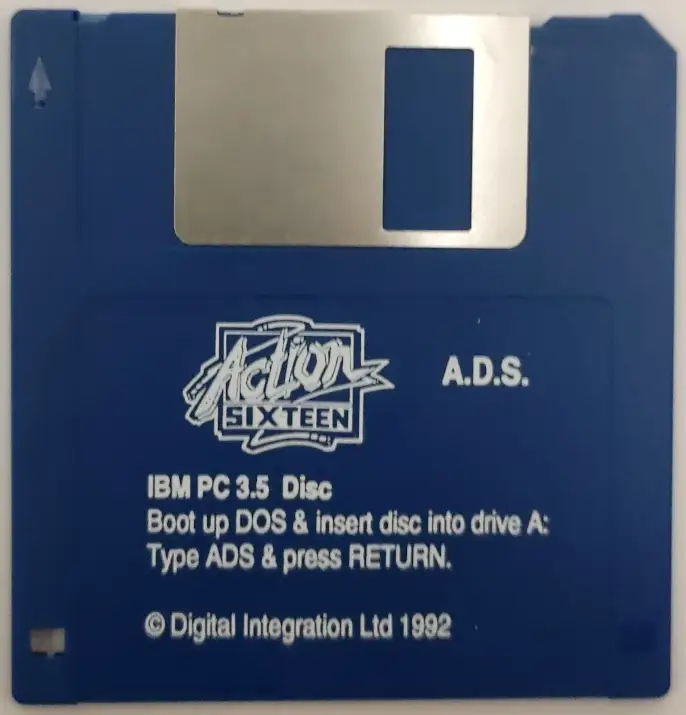 Action
SIXTEEN
A.D.S.
IBM PC 3.5 Disc
Boot up DOS & insert disc into drive A:
Type ADS & press RETURN.
© Digital Integration Ltd 1992